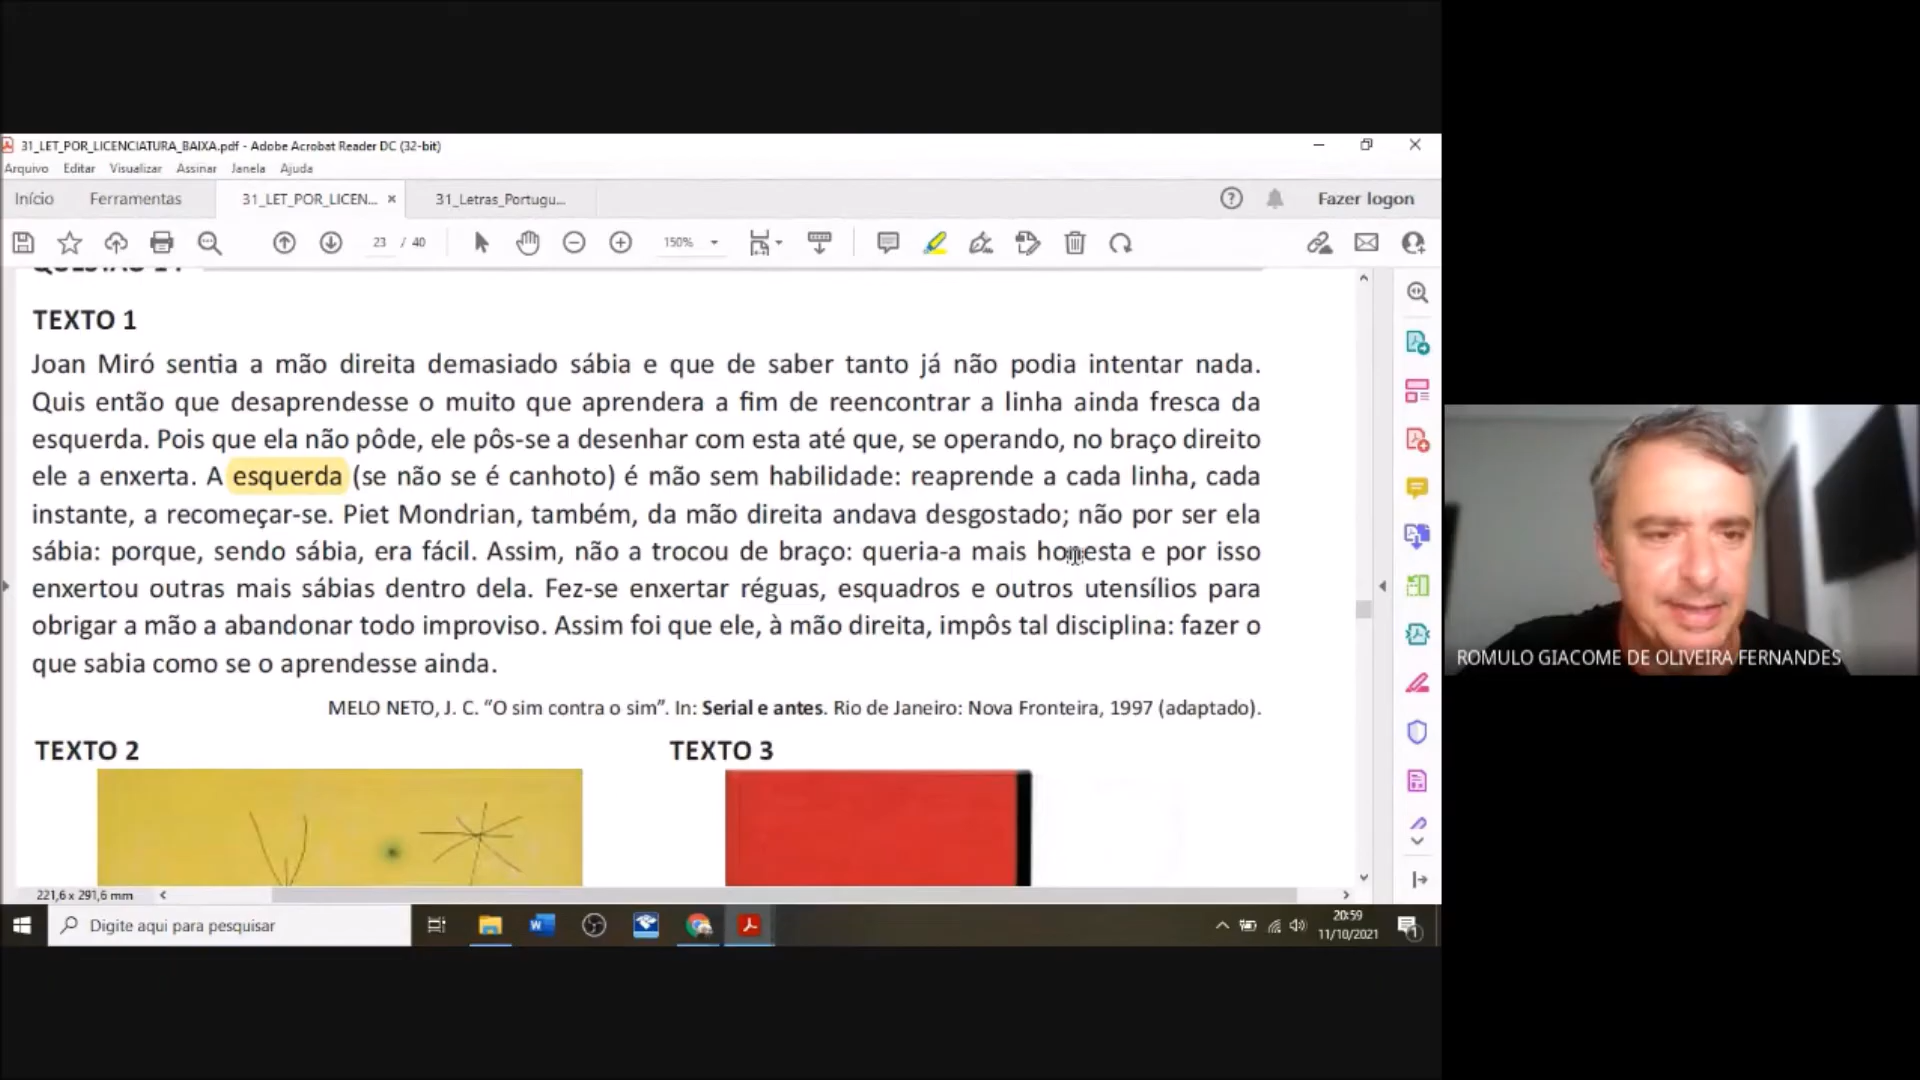 31_LET_POR_LICENCIATURA_BAIXA.pdf - Adobe Acrobat Reader DC (32-bit)
Arquivo Editar Visualizar Assinar Janela Ajuda
Início Ferramentas 31_LET_POR_LICEN... × 31_Letras_Portugu... Fazer logon
23 / 40 150%
TEXTO 1
Joan Miró sentia a mão direita demasiado sábia e que de saber tanto já não podia intentar nada.
Quis então que desaprendesse o muito que aprendera a fim de reencontrar a linha ainda fresca da
esquerda. Pois que ela não pôde, ele pôs-se a desenhar com esta até que, se operando, no braço direito
ele a enxerta. A esquerda (se não se é canhoto) é mão sem habilidade: reaprende a cada linha, cada
instante, a recomeçar-se. Piet Mondrian, também, da mão direita andava desgostado; não por ser ela
sábia: porque, sendo sábia, era fácil. Assim, não a trocou de braço: queria-a mais honesta e por isso
enxertou outras mais sábias dentro dela. Fez-se enxertar réguas, esquadros e outros utensílios para
obrigar a mão a abandonar todo improviso. Assim foi que ele, à mão direita, impôs tal disciplina: fazer o
que sabia como se o aprendesse ainda.
MELO NETO, J. C. “O sim contra o sim”. In: Serial e antes. Rio de Janeiro: Nova Fronteira, 1997 (adaptado).
TEXTO 2 TEXTO 3
221,6 x 291,6 mm
Digite aqui para pesquisar
20:59
11/10/2021
1
ROMULO GIACOME DE OLIVEIRA FERNANDES